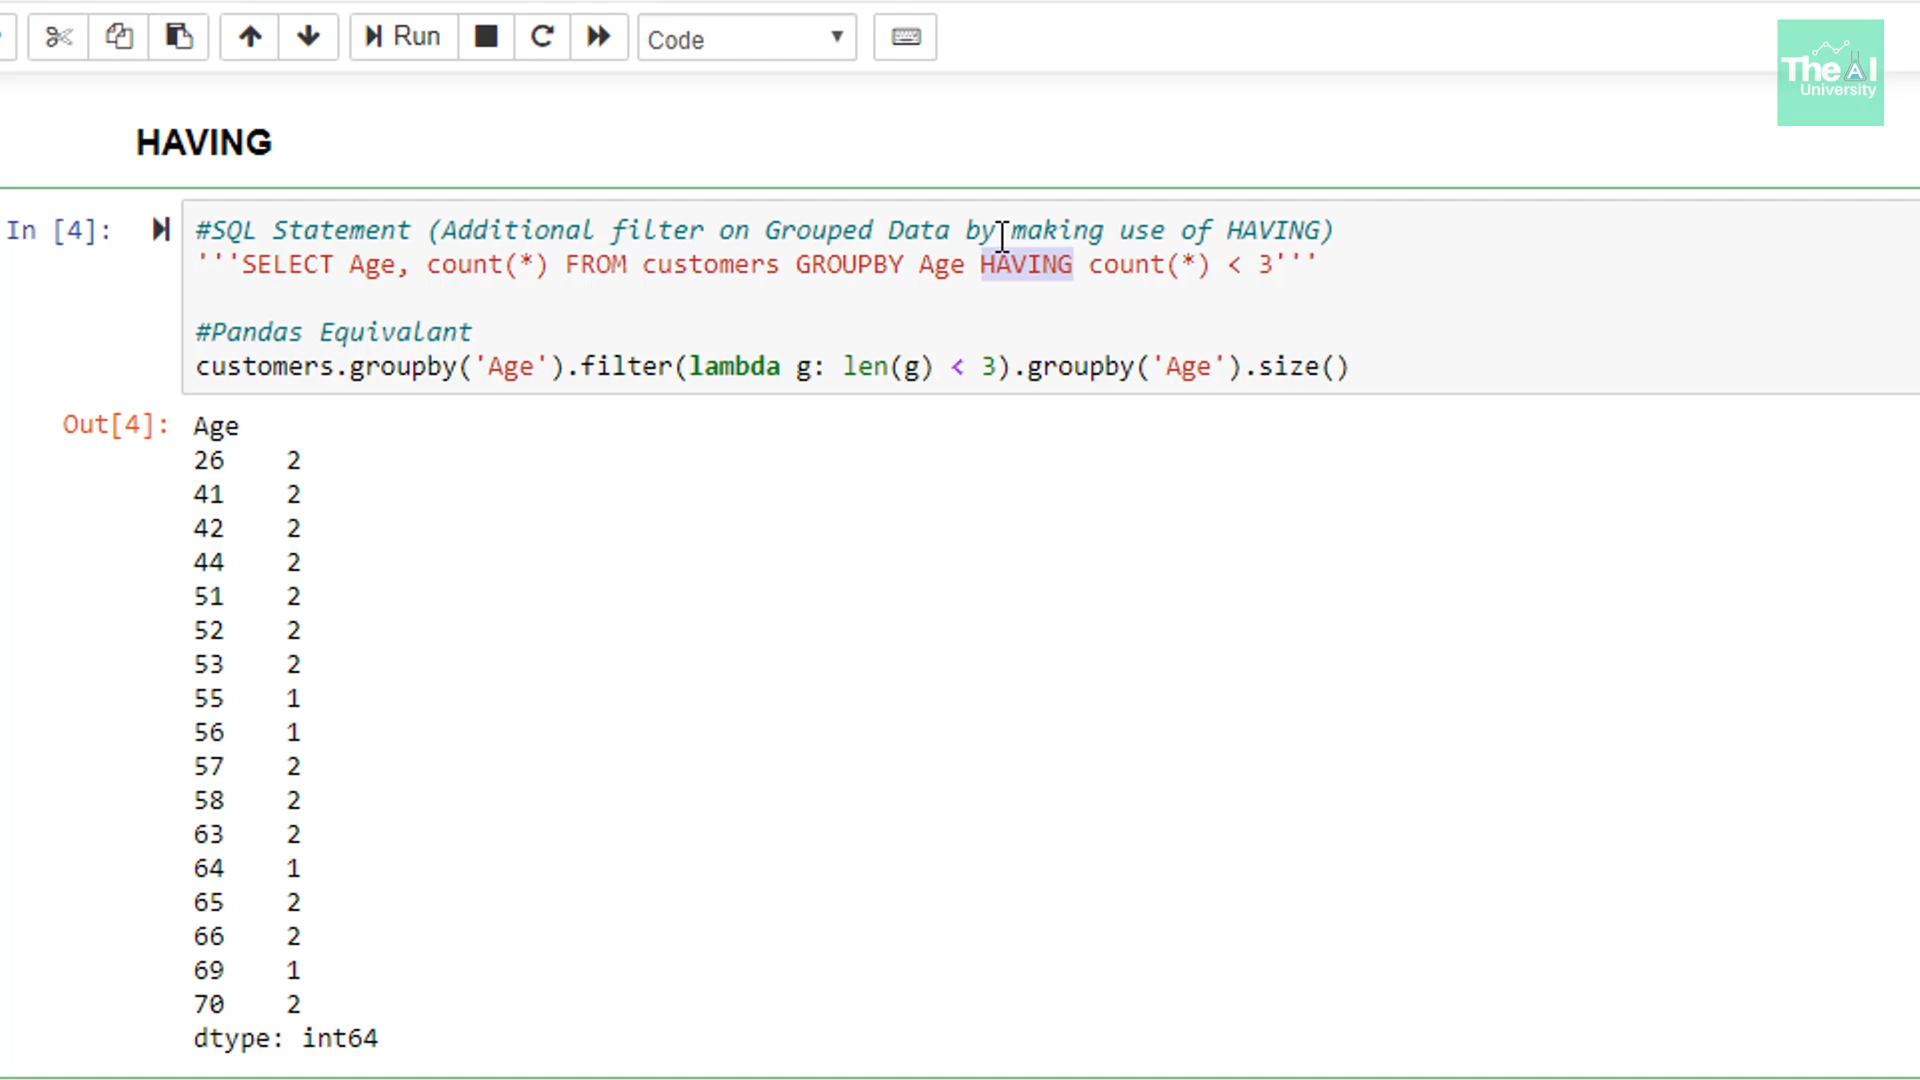 Run
Code
The AI
University
HAVING
In [4]:
#SQL Statement (Additional filter on Grouped Data by making use of HAVING)
'''SELECT Age, count(*) FROM customers GROUPBY Age HAVING count(*) < 3'''
#Pandas Equivalant
customers.groupby('Age').filter(lambda g: len(g) < 3).groupby('Age').size()
Out[4]:
Age
26 2
41 2
42 2
44 2
51 2
52 2
53 2
55 1
56 1
57 2
58 2
63 2
64 1
65 2
66 2
69 1
70 2
dtype: int64